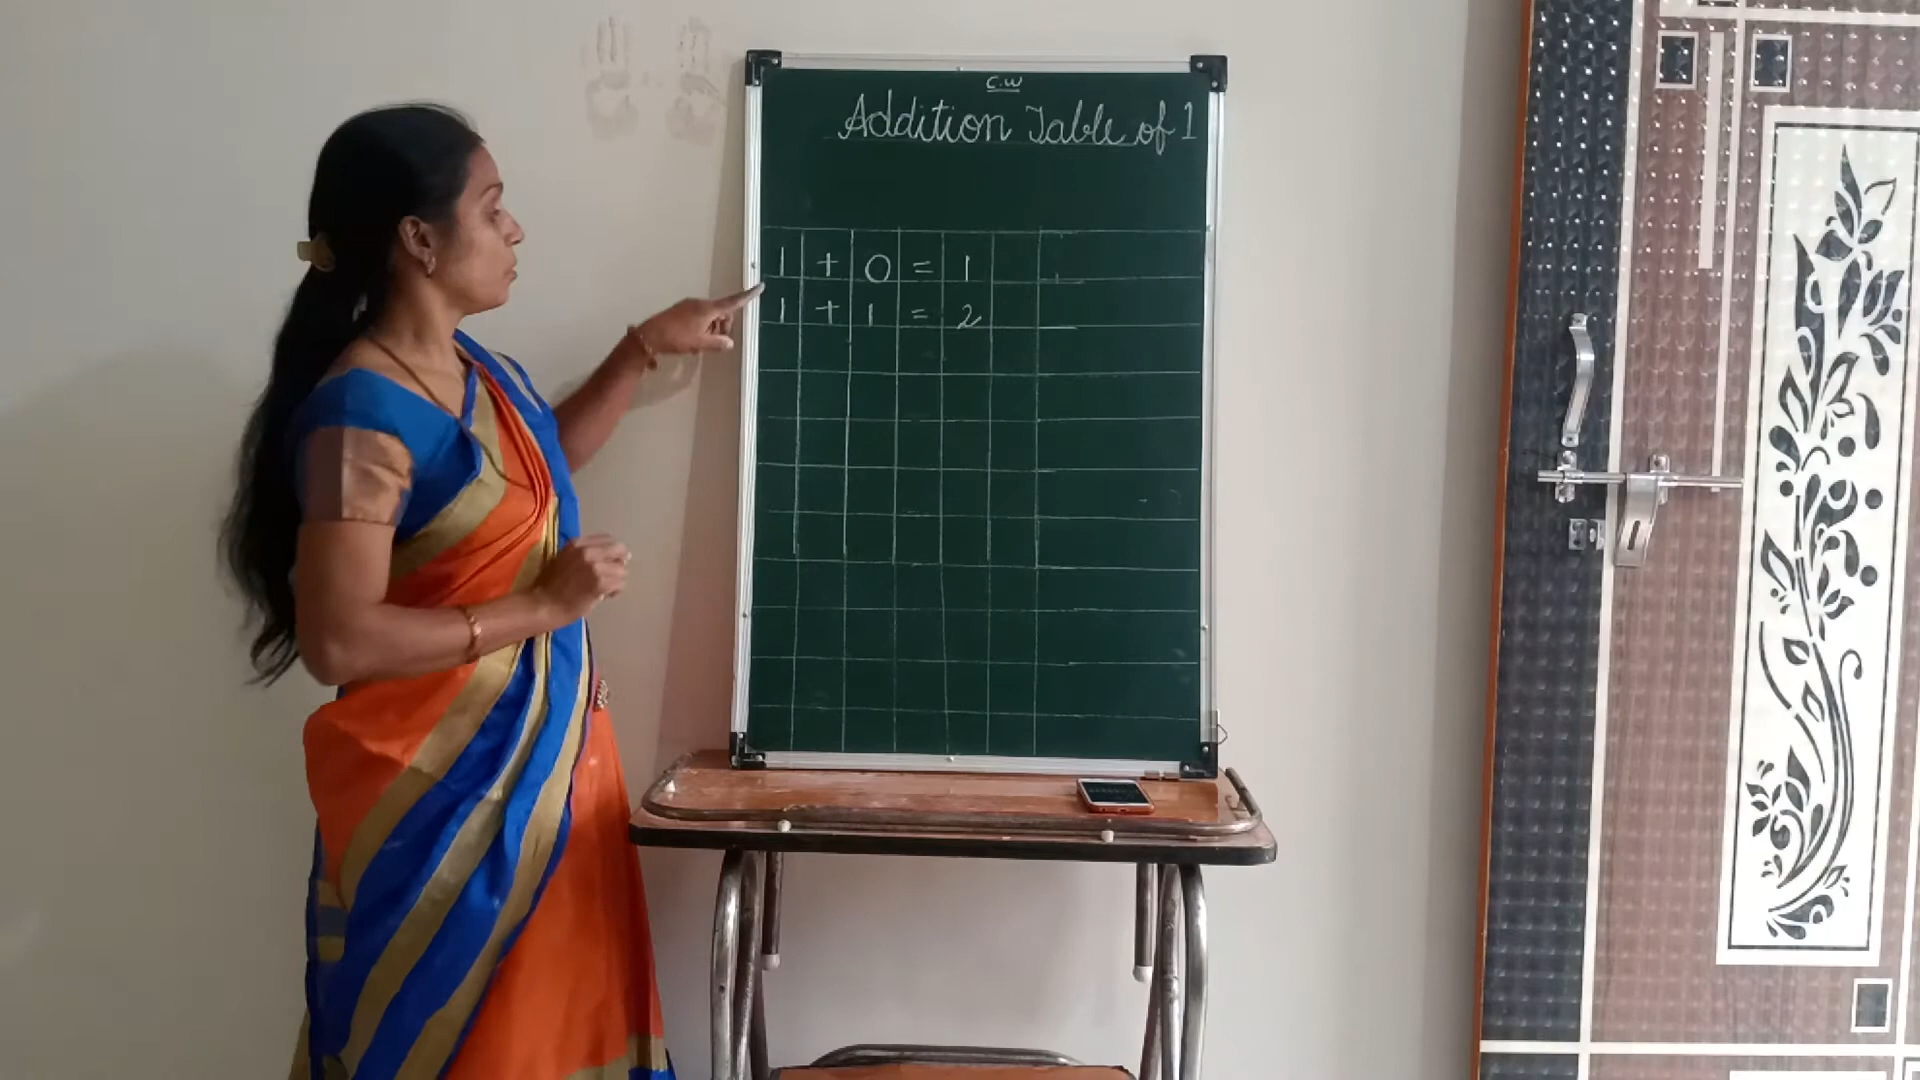 C.W
Addition Table of 1
1 + 0 = 1
1 + 1 = 2